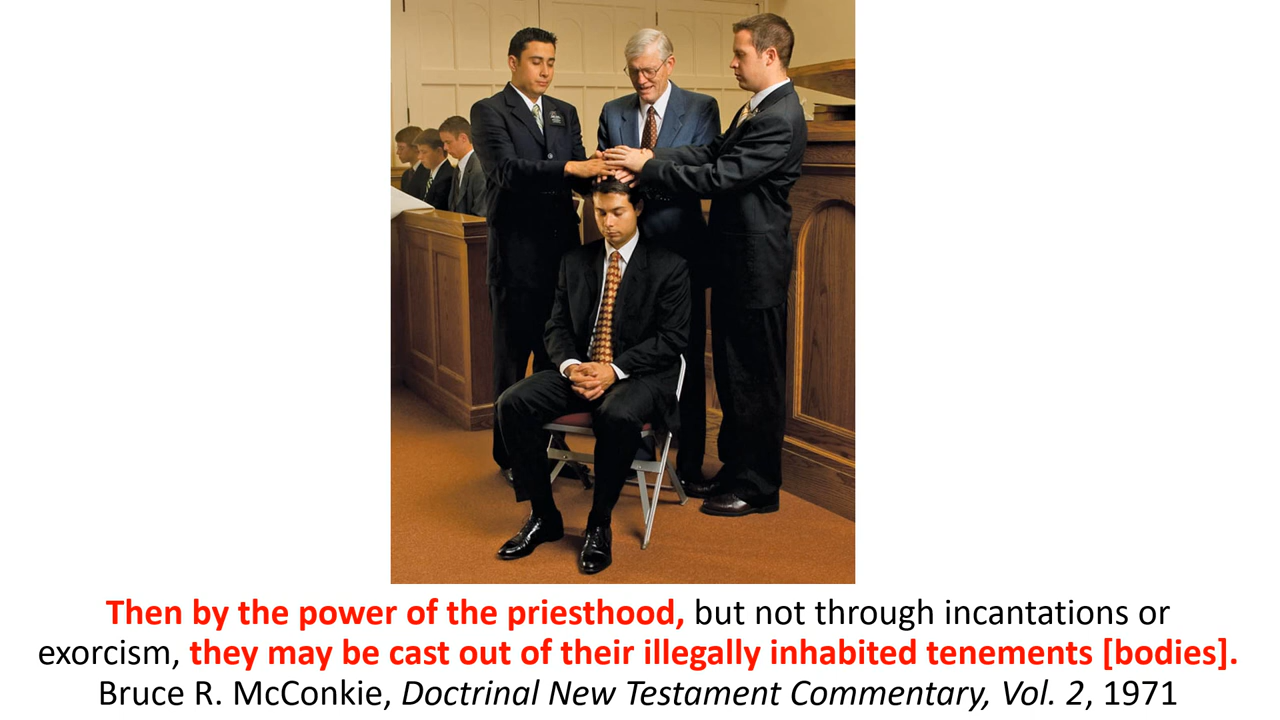 Then by the power of the priesthood, but not through incantations or
exorcism, they may be cast out of their illegally inhabited tenements [bodies].
Bruce R. McConkie, Doctrinal New Testament Commentary, Vol. 2, 1971